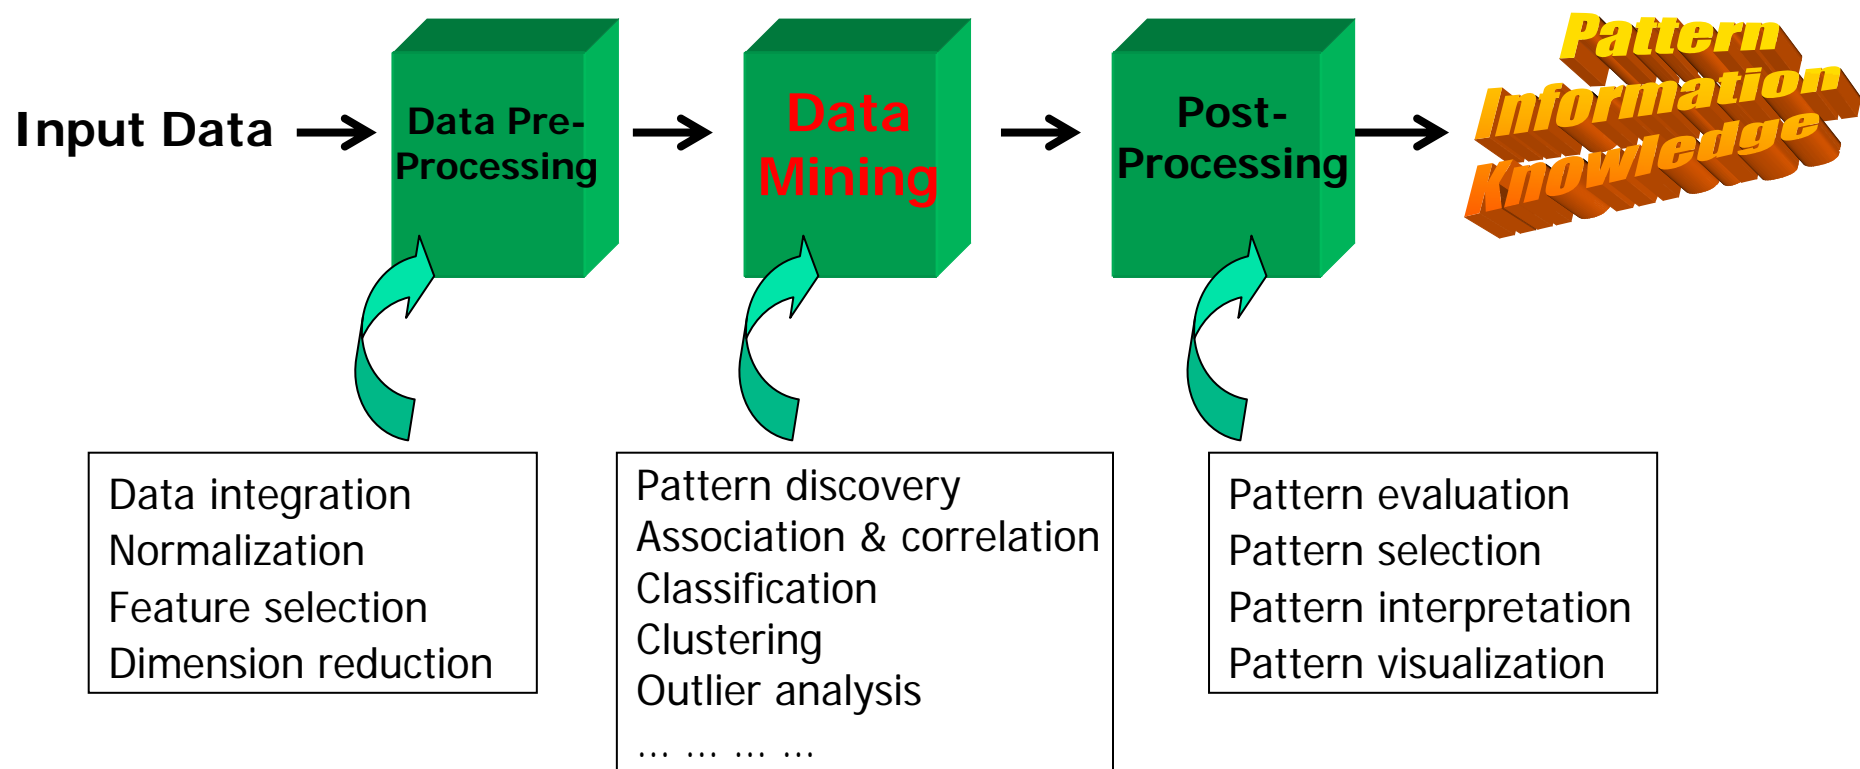 Input Data
Data Pre-
Processing
Data
Mining
Post-
Processing
Pattern
Information
Knowledge
Data integration
Normalization
Feature selection
Dimension reduction
Pattern discovery
Association & correlation
Classification
Clustering
Outlier analysis
… … … …
Pattern evaluation
Pattern selection
Pattern interpretation
Pattern visualization